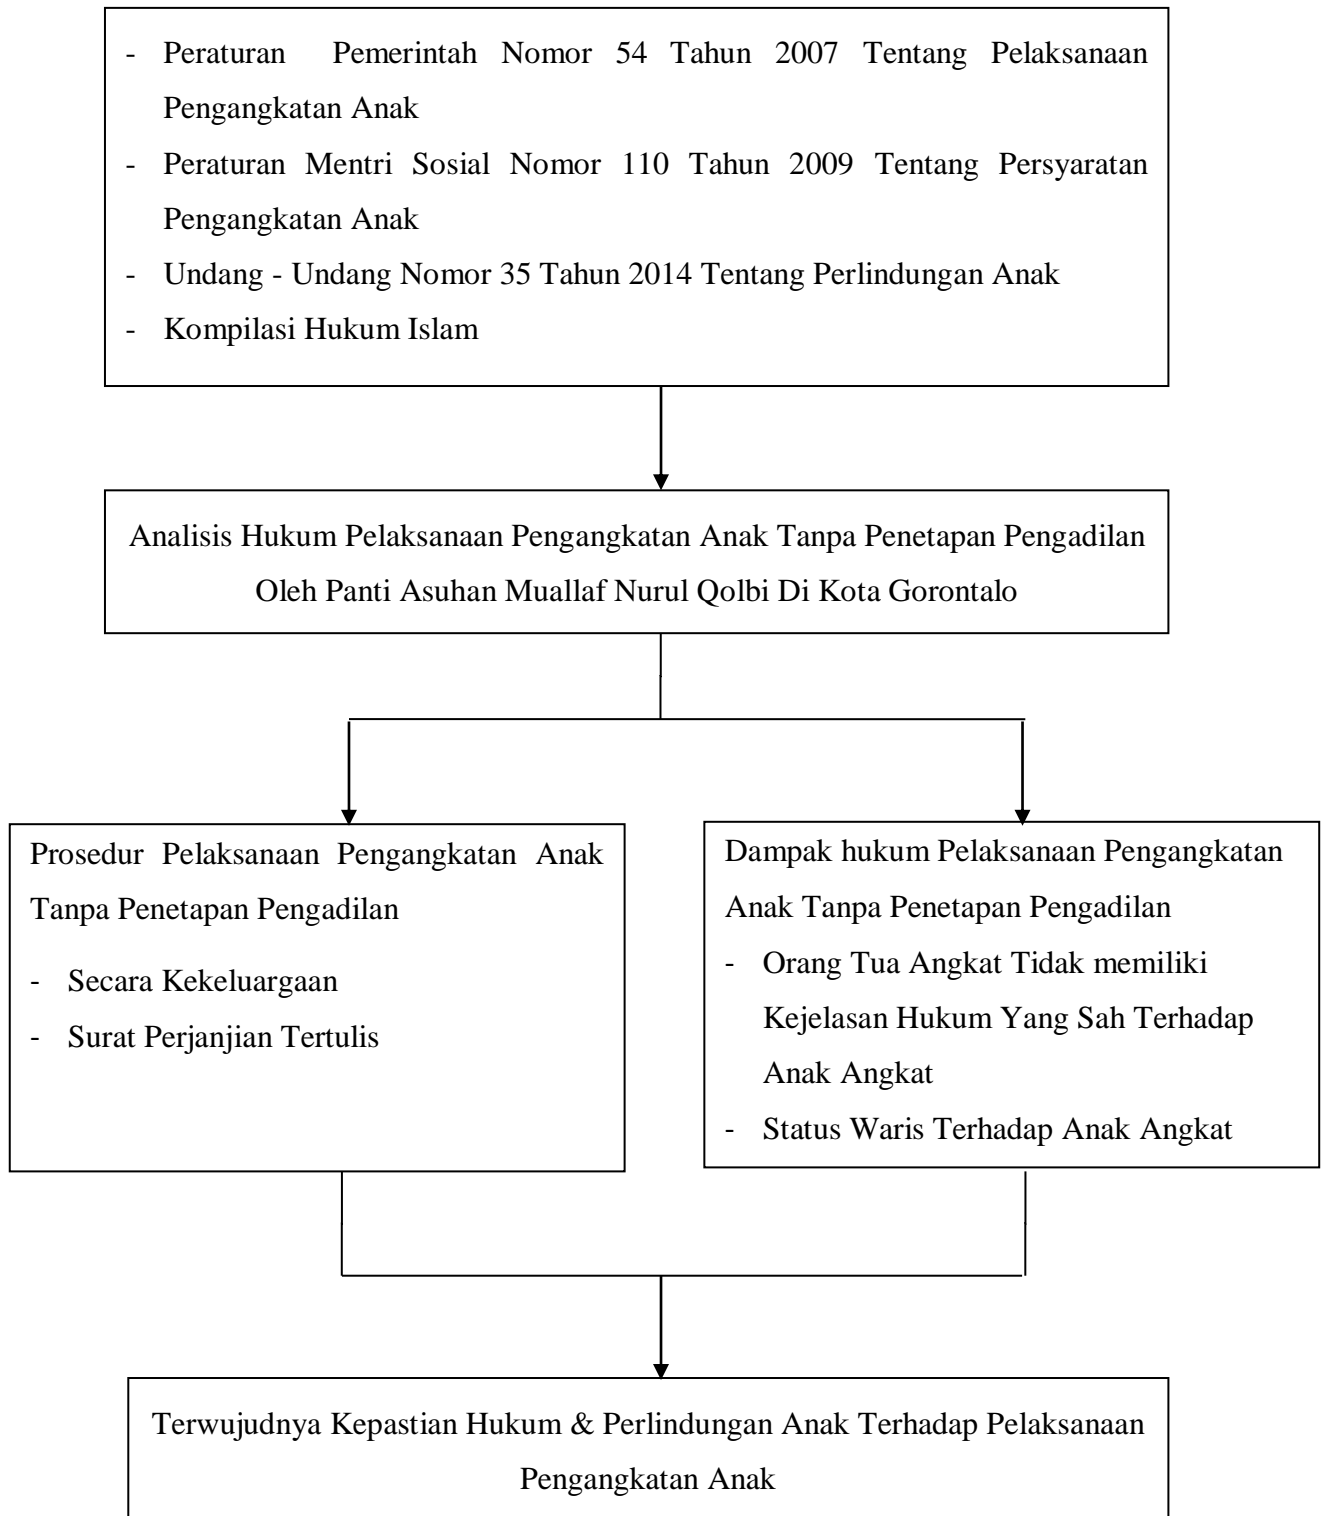 - Peraturan Pemerintah Nomor 54 Tahun 2007 Tentang Pelaksanaan
Pengangkatan Anak
- Peraturan Mentri Sosial Nomor 110 Tahun 2009 Tentang Persyaratan
Pengangkatan Anak
- Undang - Undang Nomor 35 Tahun 2014 Tentang Perlindungan Anak
- Kompilasi Hukum Islam
Analisis Hukum Pelaksanaan Pengangkatan Anak Tanpa Penetapan Pengadilan
Oleh Panti Asuhan Muallaf Nurul Qolbi Di Kota Gorontalo
Prosedur Pelaksanaan Pengangkatan Anak
Tanpa Penetapan Pengadilan
- Secara Kekeluargaan
- Surat Perjanjian Tertulis
Dampak hukum Pelaksanaan Pengangkatan
Anak Tanpa Penetapan Pengadilan
- Orang Tua Angkat Tidak memiliki
Kejelasan Hukum Yang Sah Terhadap
Anak Angkat
- Status Waris Terhadap Anak Angkat
Terwujudnya Kepastian Hukum & Perlindungan Anak Terhadap Pelaksanaan
Pengangkatan Anak